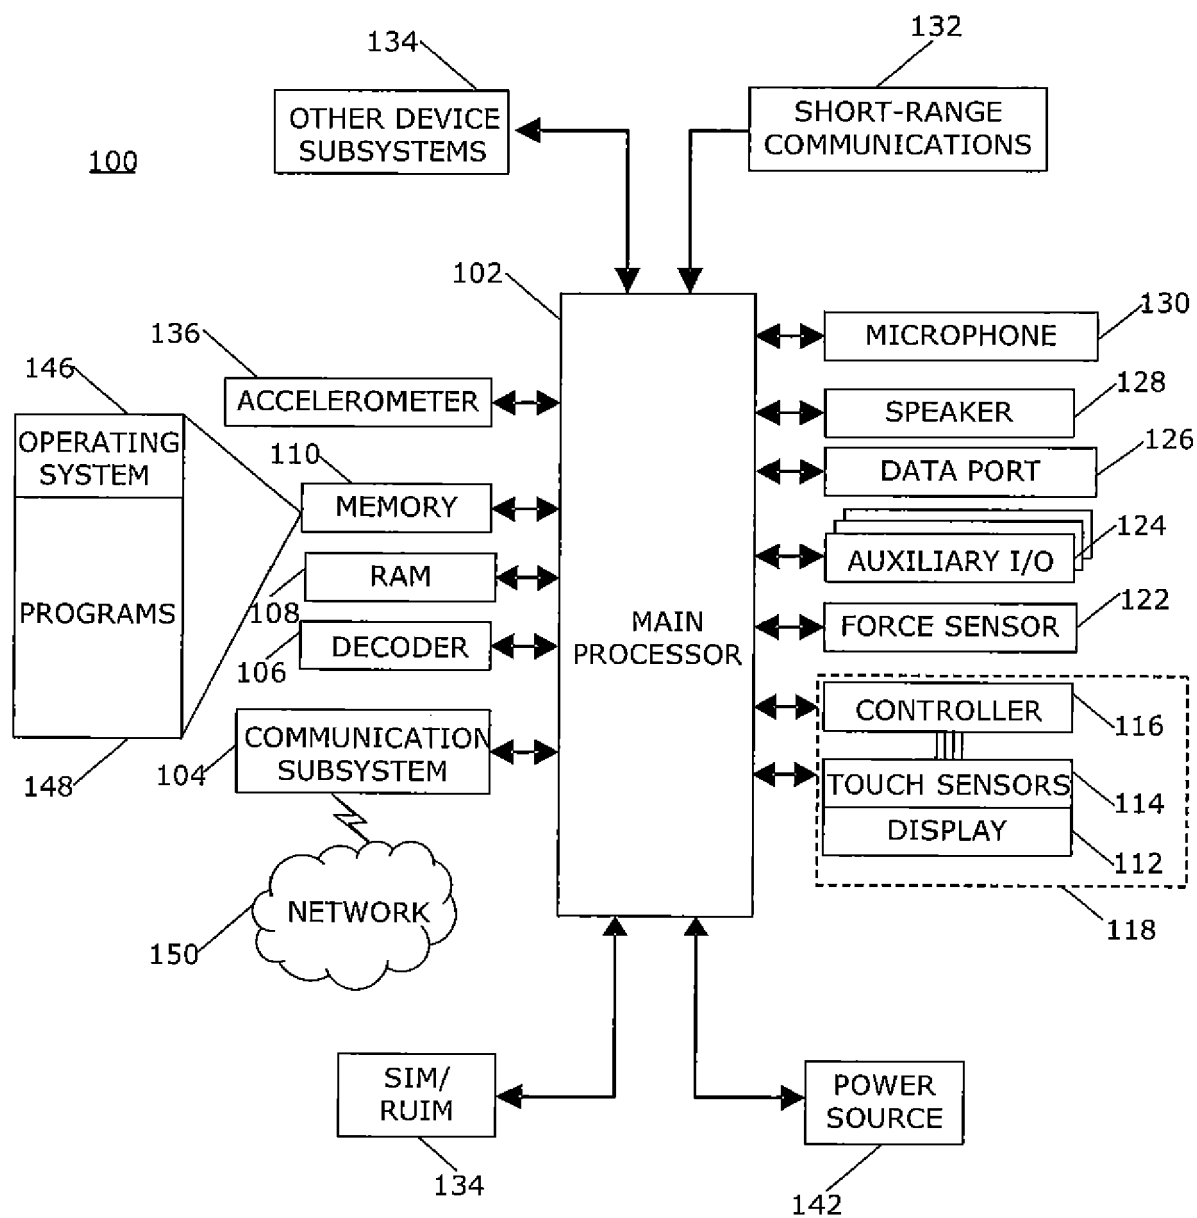 134
132
OTHER DEVICE
SUBSYSTEMS
SHORT-RANGE
COMMUNICATIONS
100
102
130
136
MICROPHONE
146
ACCELEROMETER
128
SPEAKER
OPERATING
SYSTEM
110
126
DATA PORT
MEMORY
124
AUXILIARY I/O
RAM
108
PROGRAMS
122
FORCE SENSOR
MAIN
PROCESSOR
DECODER
106
CONTROLLER
116
COMMUNICATION
SUBSYSTEM
104
148
TOUCH SENSORS
114
DISPLAY
112
NETWORK
150
118
SIM/
RUIM
POWER
SOURCE
134
142